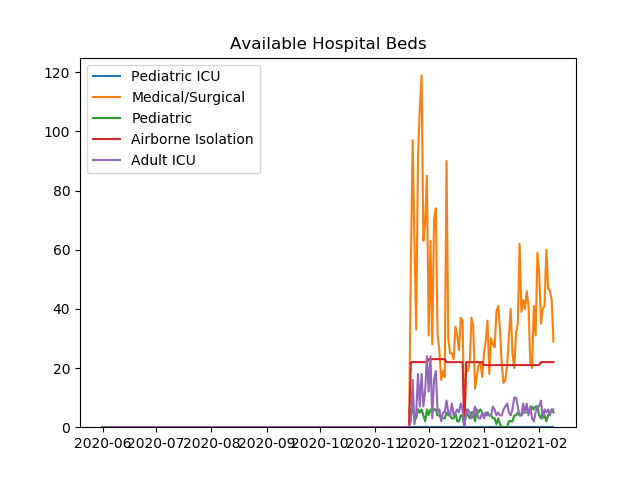 Available Hospital Beds
Pediatric ICU
Medical/Surgical
Pediatric
Airborne Isolation
Adult ICU
120
100
80
60
40
20
0
2020-06 2020-07 2020-08 2020-09 2020-10 2020-11 2020-12 2021-01 2021-02